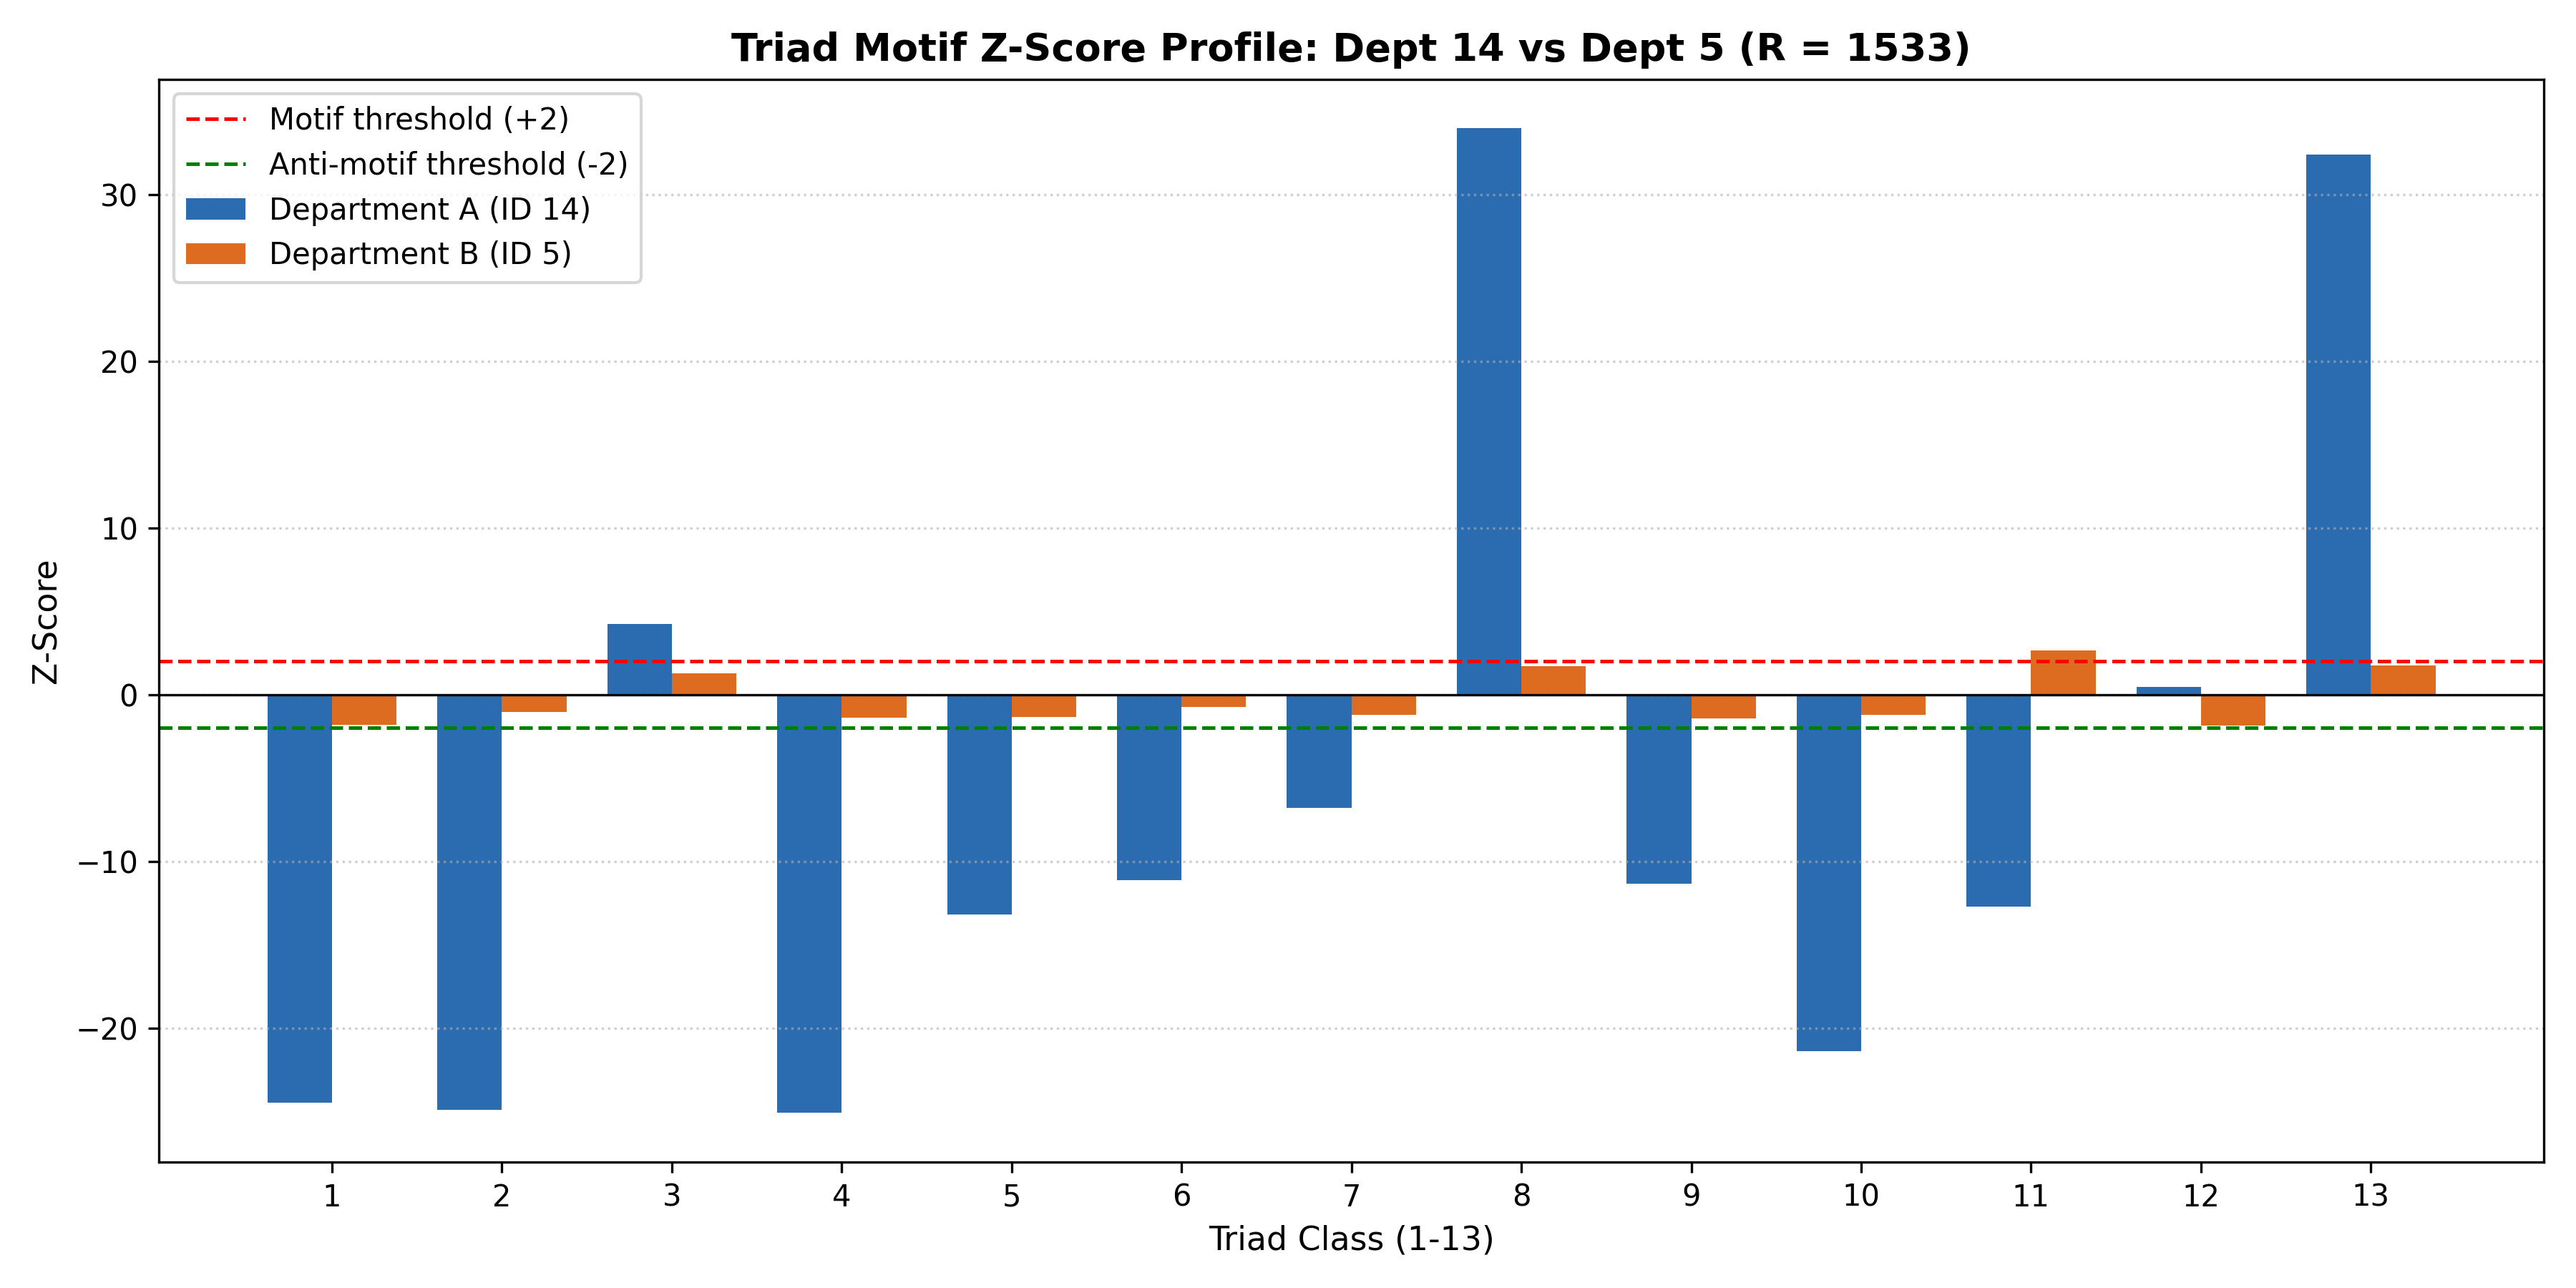 Triad Motif Z-Score Profile: Dept 14 vs Dept 5 (R = 1533)
Motif threshold (+2)
Anti-motif threshold (-2)
Department A (ID 14)
Department B (ID 5)
Z-Score
30
20
10
0
−10
−20
1 2 3 4 5 6 7 8 9 10 11 12 13
Triad Class (1-13)